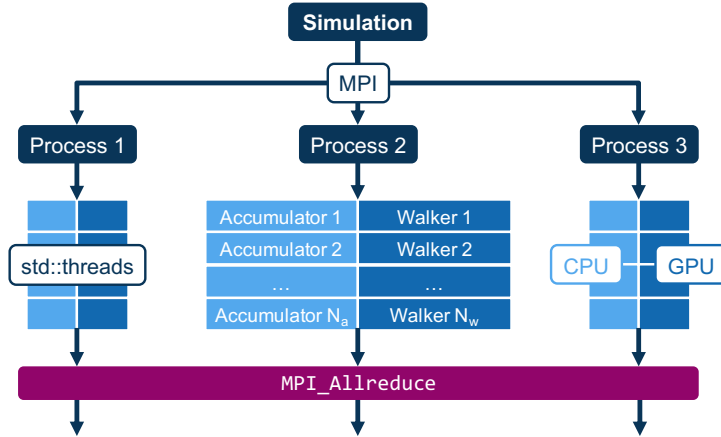 Simulation
MPI
Process 1
Process 2
Process 3
Accumulator 1
Walker 1
Accumulator 2
Walker 2
std::threads
CPU
GPU
...
...
Accumulator Nₐ
Walker N_w
MPI_Allreduce